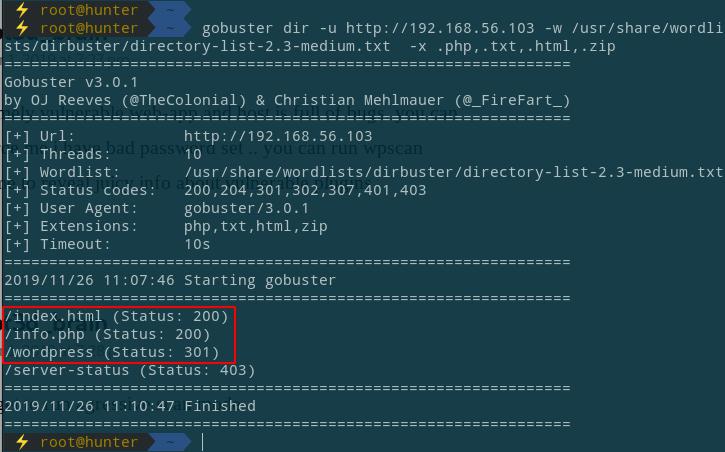 ⚡ root@hunter ~
⚡ root@hunter ~ gobuster dir -u http://192.168.56.103 -w /usr/share/wordli
sts/dirbuster/directory-list-2.3-medium.txt -x .php,.txt,.html,.zip
===============================================================
Gobuster v3.0.1
by OJ Reeves (@TheColonial) & Christian Mehlmauer (@_FireFart_)
===============================================================
[+] Url: http://192.168.56.103
[+] Threads: 10
[+] Wordlist: /usr/share/wordlists/dirbuster/directory-list-2.3-medium.txt
[+] Status codes: 200,204,301,302,307,401,403
[+] User Agent: gobuster/3.0.1
[+] Extensions: php,txt,html,zip
[+] Timeout: 10s
===============================================================
2019/11/26 11:07:46 Starting gobuster
===============================================================
/index.html (Status: 200)
/info.php (Status: 200)
/wordpress (Status: 301)
/server-status (Status: 403)
===============================================================
2019/11/26 11:10:47 Finished
===============================================================
⚡ root@hunter ~